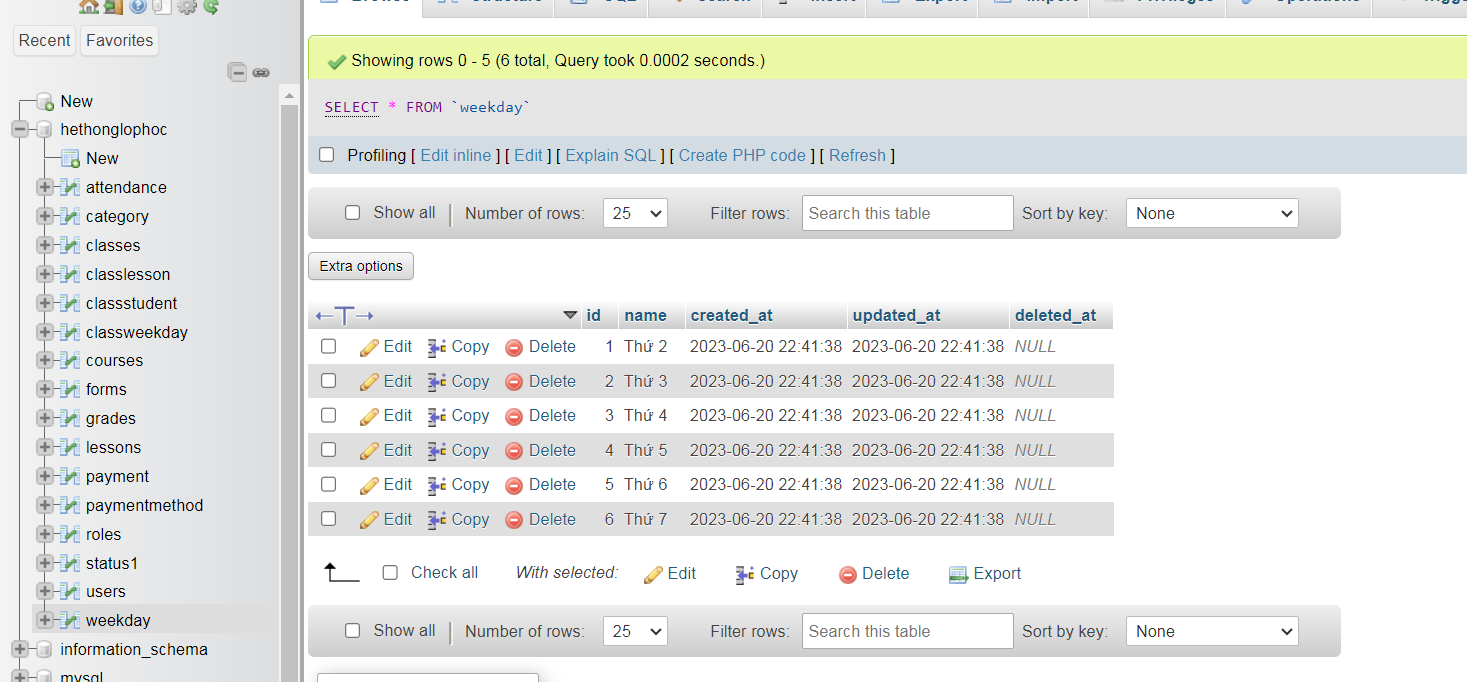 Browse Structure SQL Search Insert Export Import Privileges Operations
Recent Favorites
New
hethonglophoc
New
attendance
category
classes
classlesson
classstudent
classweekday
courses
forms
grades
lessons
payment
paymentmethod
roles
status1
users
weekday
information_schema
mysql
Showing rows 0 - 5 (6 total, Query took 0.0002 seconds.)
SELECT * FROM `weekday`
Profiling [ Edit inline ] [ Edit ] [ Explain SQL ] [ Create PHP code ] [ Refresh ]
Show all Number of rows: 25 Filter rows: Search this table Sort by key: None
Extra options
id name created_at updated_at deleted_at
Edit Copy Delete 1 Thứ 2 2023-06-20 22:41:38 2023-06-20 22:41:38 NULL
Edit Copy Delete 2 Thứ 3 2023-06-20 22:41:38 2023-06-20 22:41:38 NULL
Edit Copy Delete 3 Thứ 4 2023-06-20 22:41:38 2023-06-20 22:41:38 NULL
Edit Copy Delete 4 Thứ 5 2023-06-20 22:41:38 2023-06-20 22:41:38 NULL
Edit Copy Delete 5 Thứ 6 2023-06-20 22:41:38 2023-06-20 22:41:38 NULL
Edit Copy Delete 6 Thứ 7 2023-06-20 22:41:38 2023-06-20 22:41:38 NULL
Check all With selected: Edit Copy Delete Export
Show all Number of rows: 25 Filter rows: Search this table Sort by key: None